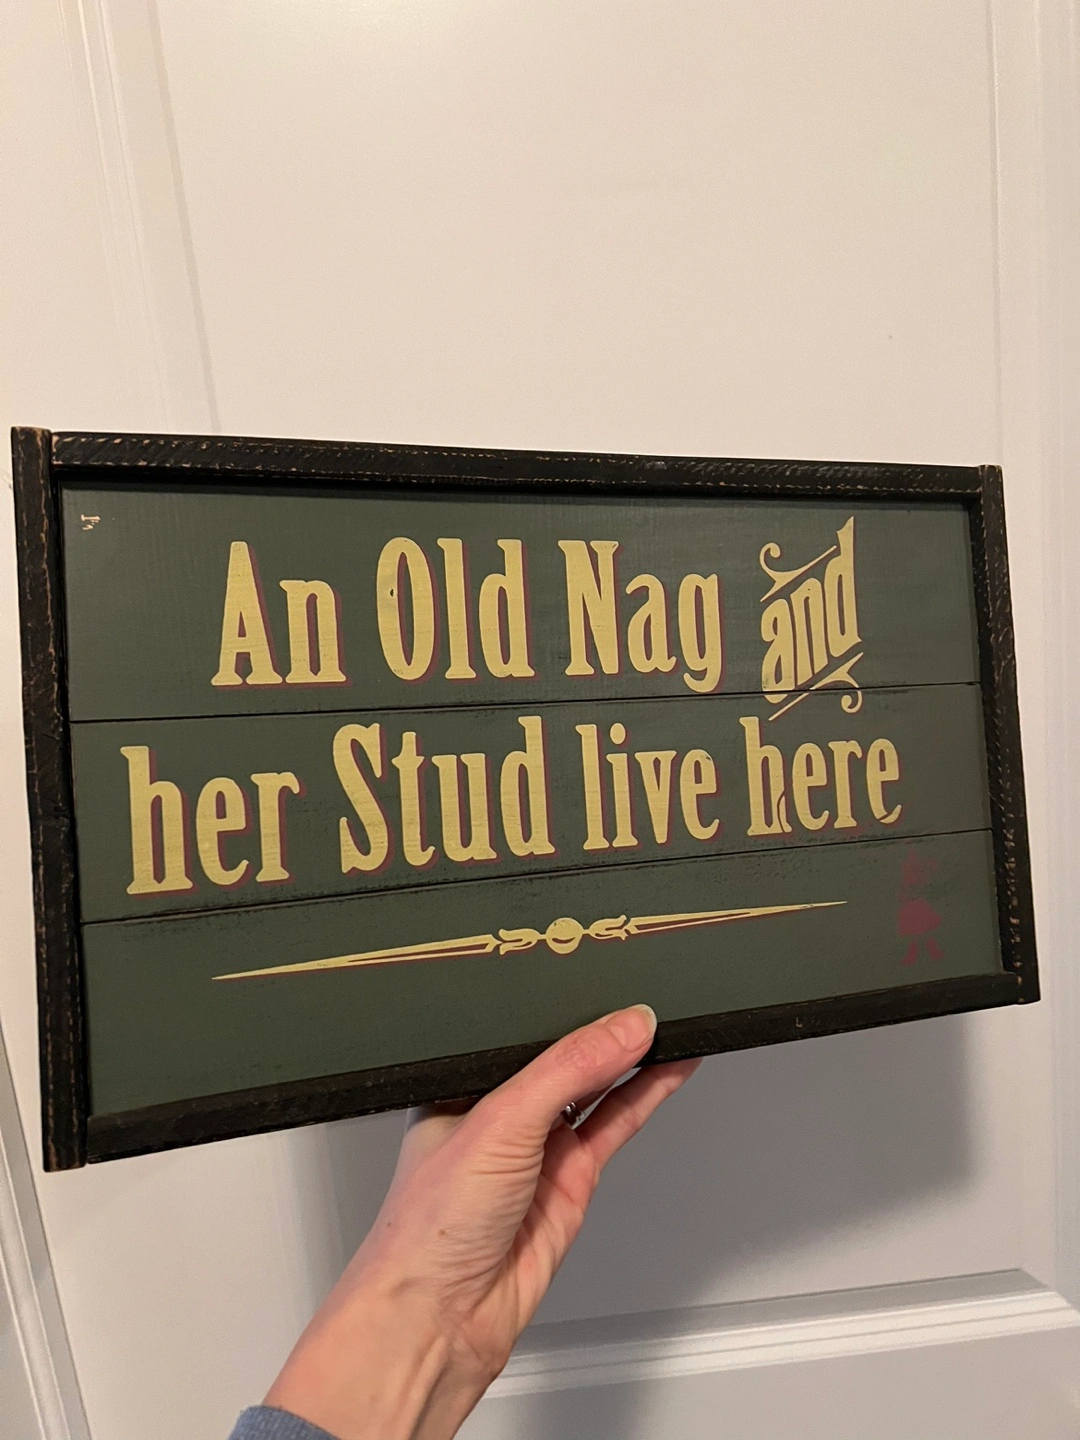 An Old Nag and
her Stud live here